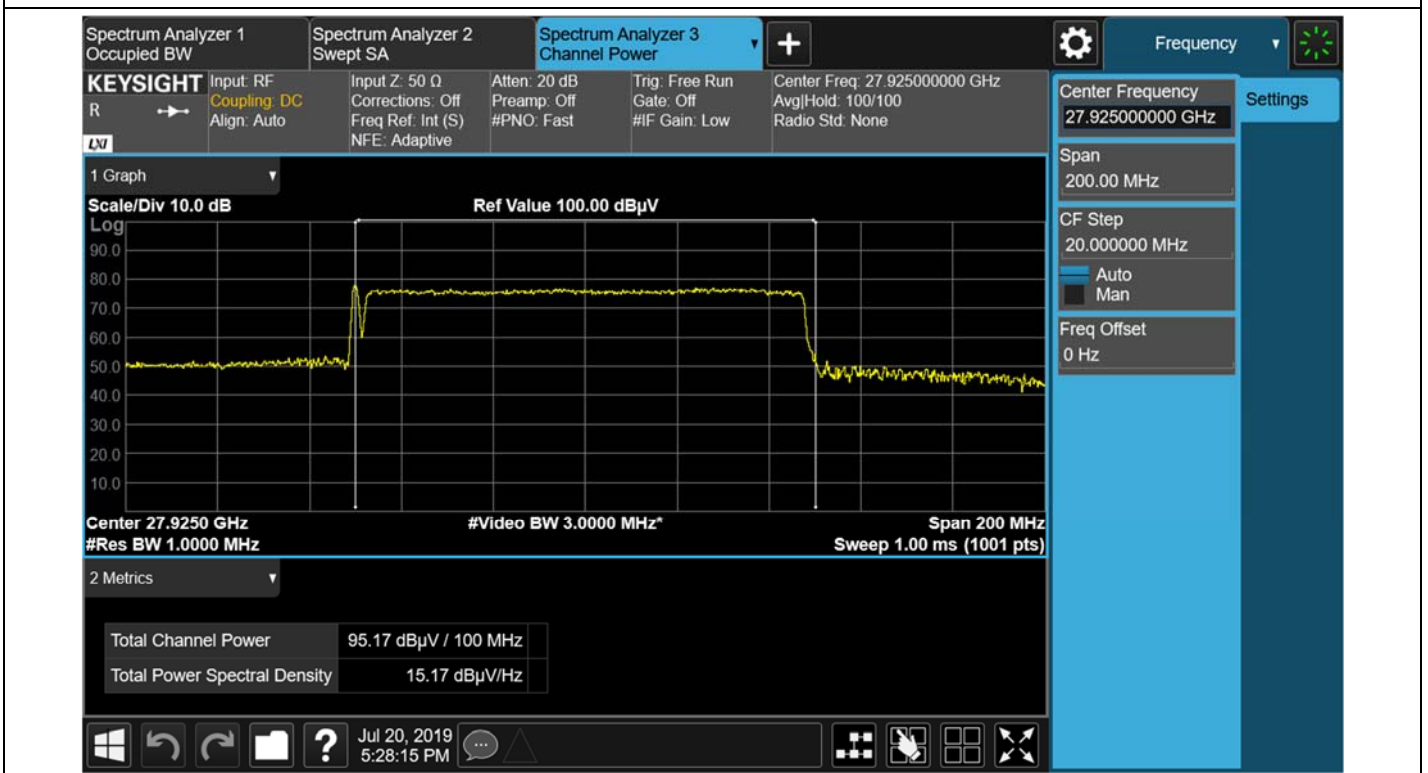 Spectrum Analyzer 1
Occupied BW
Spectrum Analyzer 2
Swept SA
Spectrum Analyzer 3
Channel Power
Frequency
KEYSIGHT
R
LXI
Input: RF
Coupling: DC
Align: Auto
Input Z: 50 Ω
Corrections: Off
Freq Ref: Int (S)
NFE: Adaptive
Atten: 20 dB
Preamp: Off
#PNO: Fast
Trig: Free Run
Gate: Off
#IF Gain: Low
Center Freq: 27.925000000 GHz
Avg|Hold: 100/100
Radio Std: None
Center Frequency
27.925000000 GHz
Settings
Span
200.00 MHz
CF Step
20.000000 MHz
Auto
Man
Freq Offset
0 Hz
1 Graph
Scale/Div 10.0 dB
Ref Value 100.00 dBµV
Log
90.0
80.0
70.0
60.0
50.0
40.0
30.0
20.0
10.0
Center 27.9250 GHz
#Video BW 3.0000 MHz*
Span 200 MHz
#Res BW 1.0000 MHz
Sweep 1.00 ms (1001 pts)
2 Metrics
Total Channel Power 95.17 dBµV / 100 MHz
Total Power Spectral Density 15.17 dBµV/Hz
?
Jul 20, 2019
5:28:15 PM